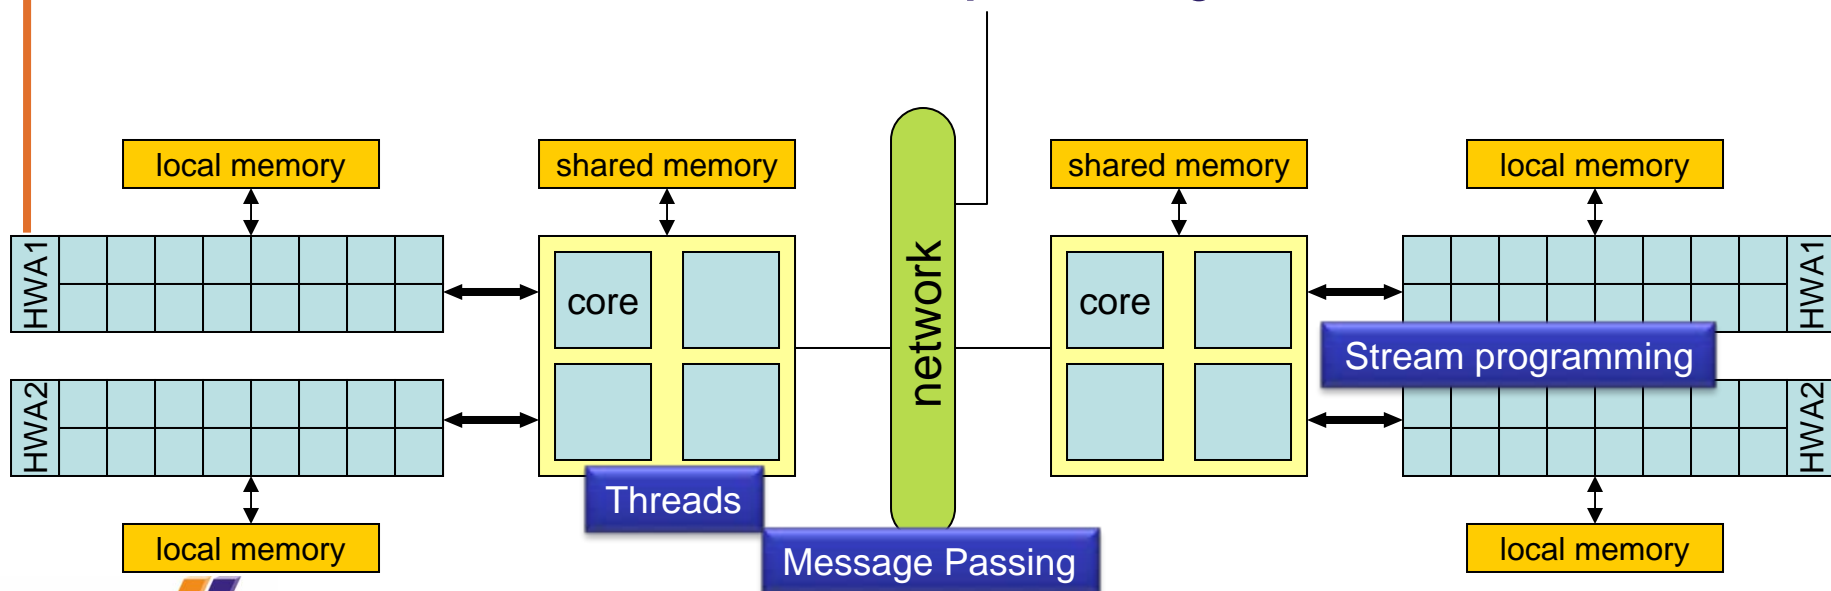 local memory
shared memory
shared memory
local memory
HWA1
core
network
core
HWA1
Stream programming
HWA2
HWA2
Threads
local memory
Message Passing
local memory